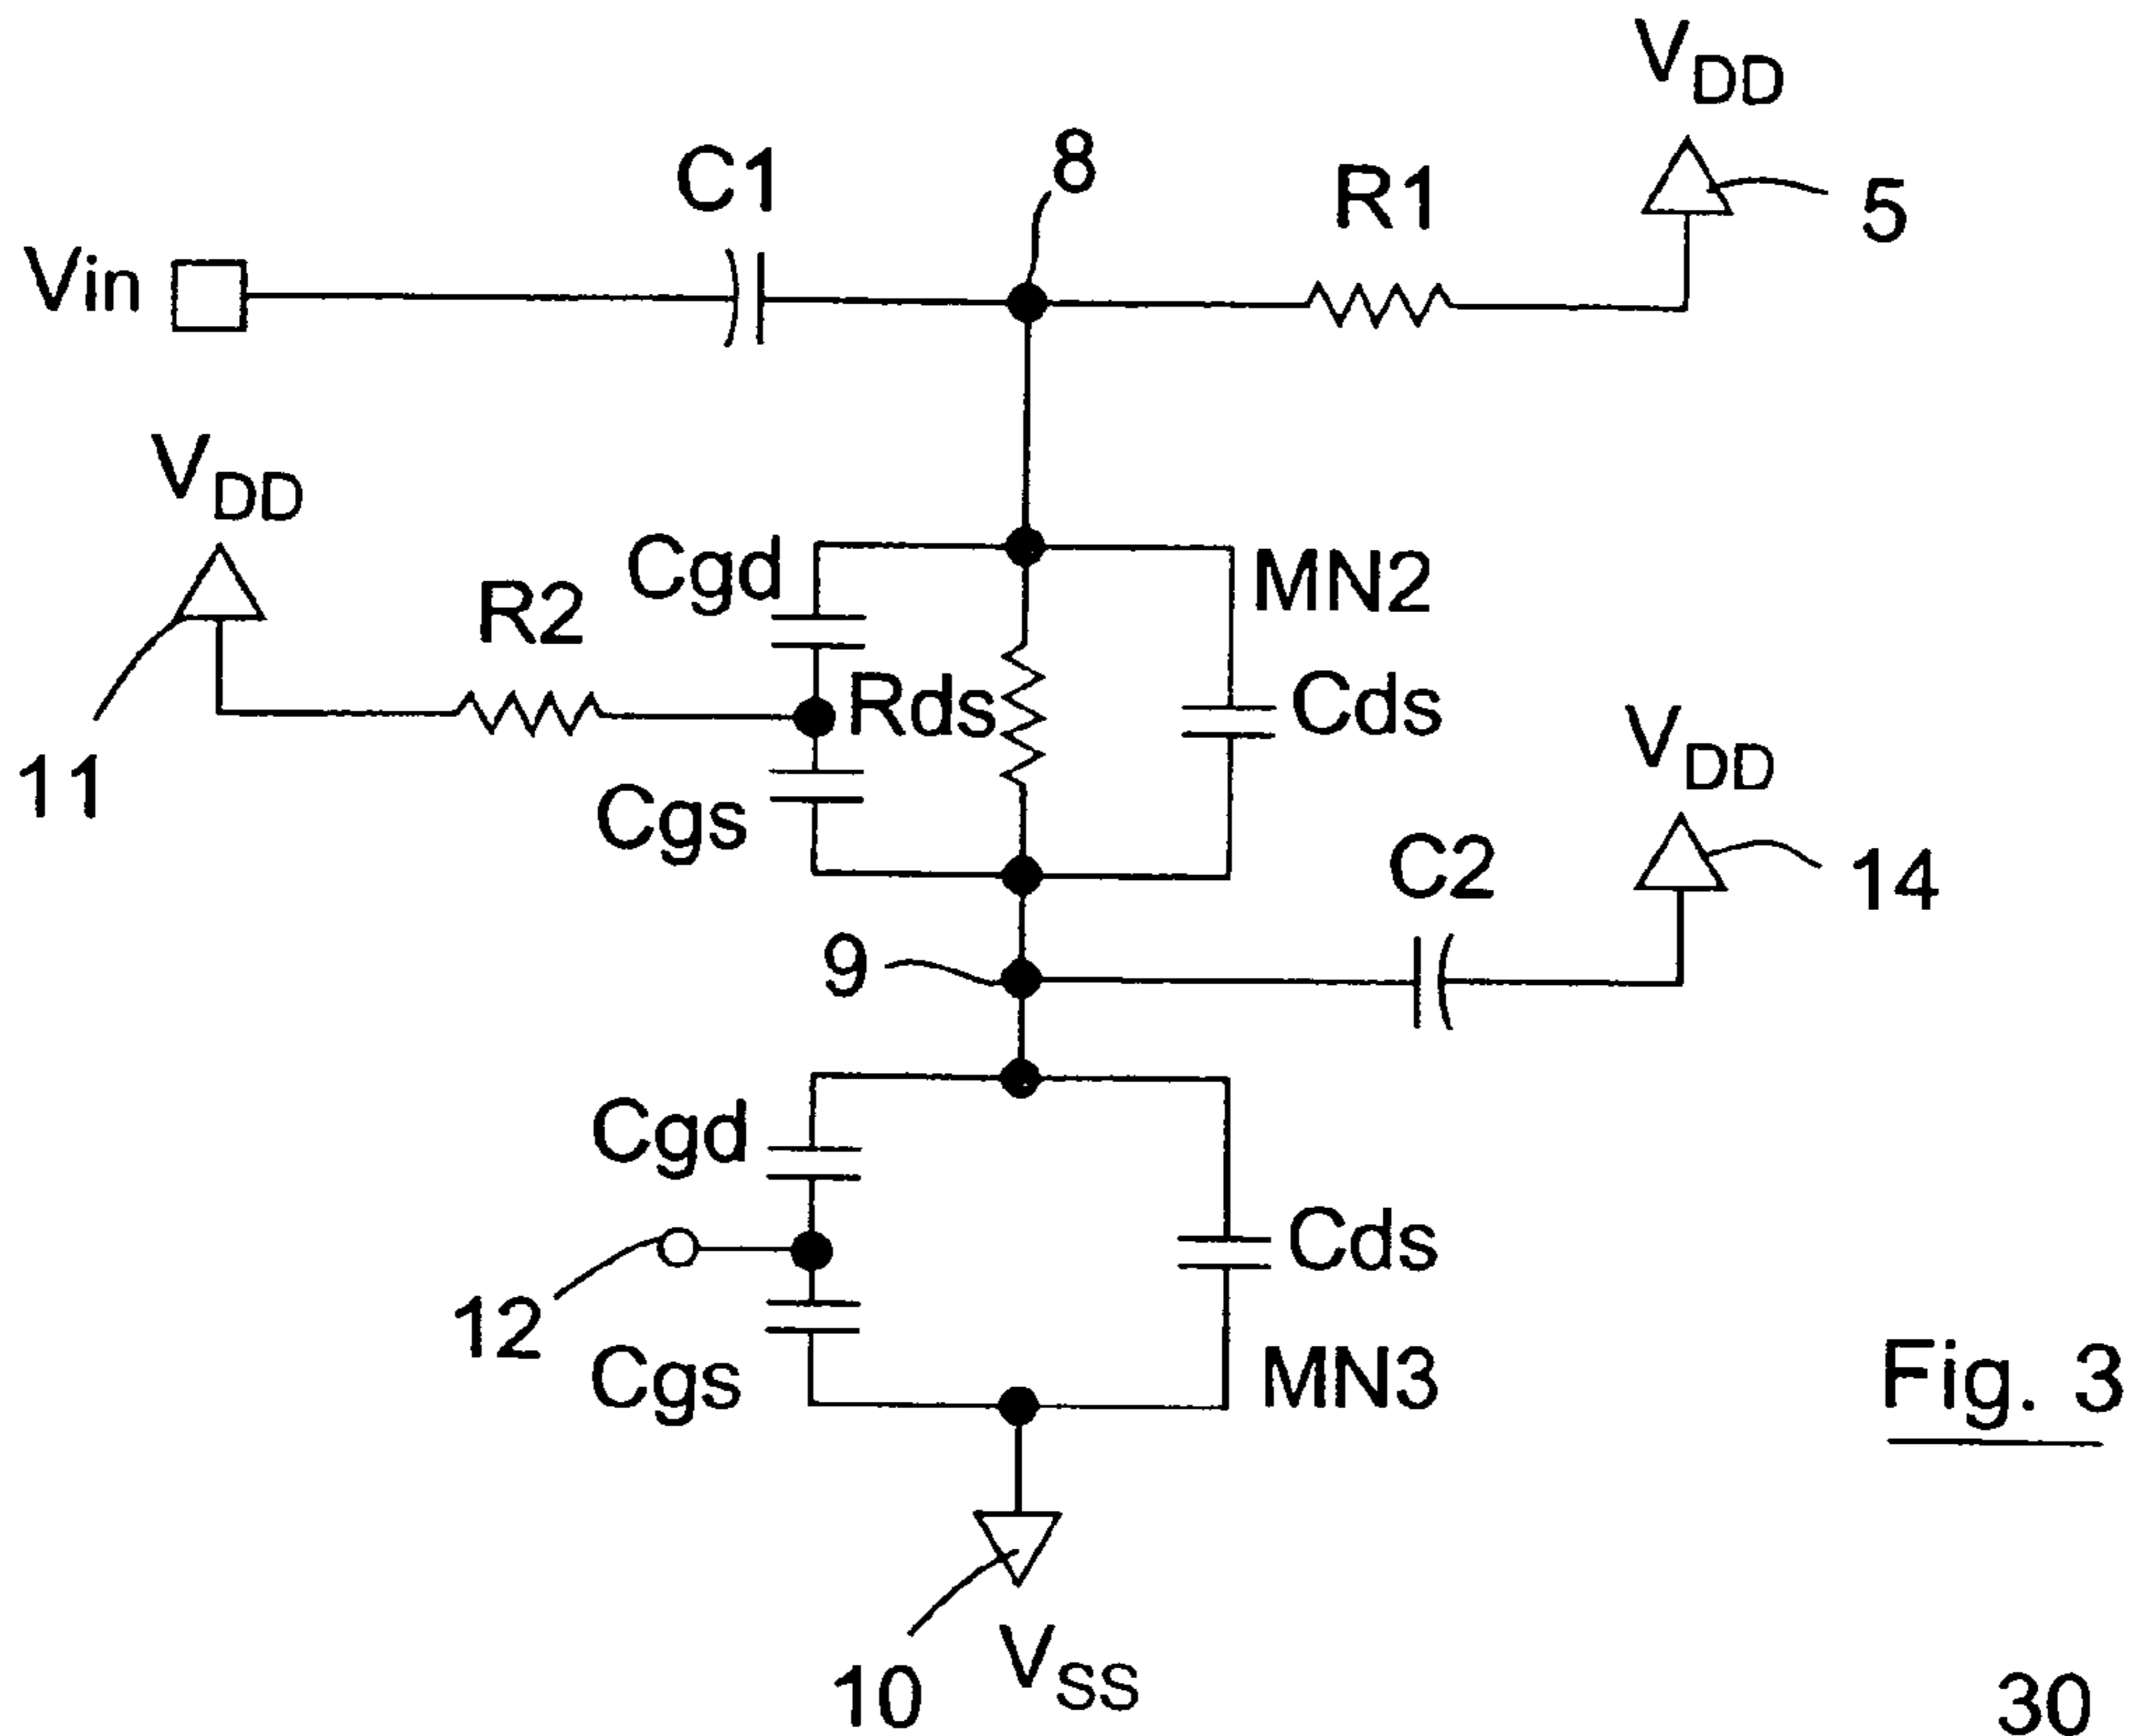 VDD
8
C1
R1
5
Vin
VDD
Cgd
MN2
R2
Rds
Cds
11
Cgs
VDD
C2
14
9
Cgd
Cds
12
Cgs
MN3
Fig. 3
10
VSS
30